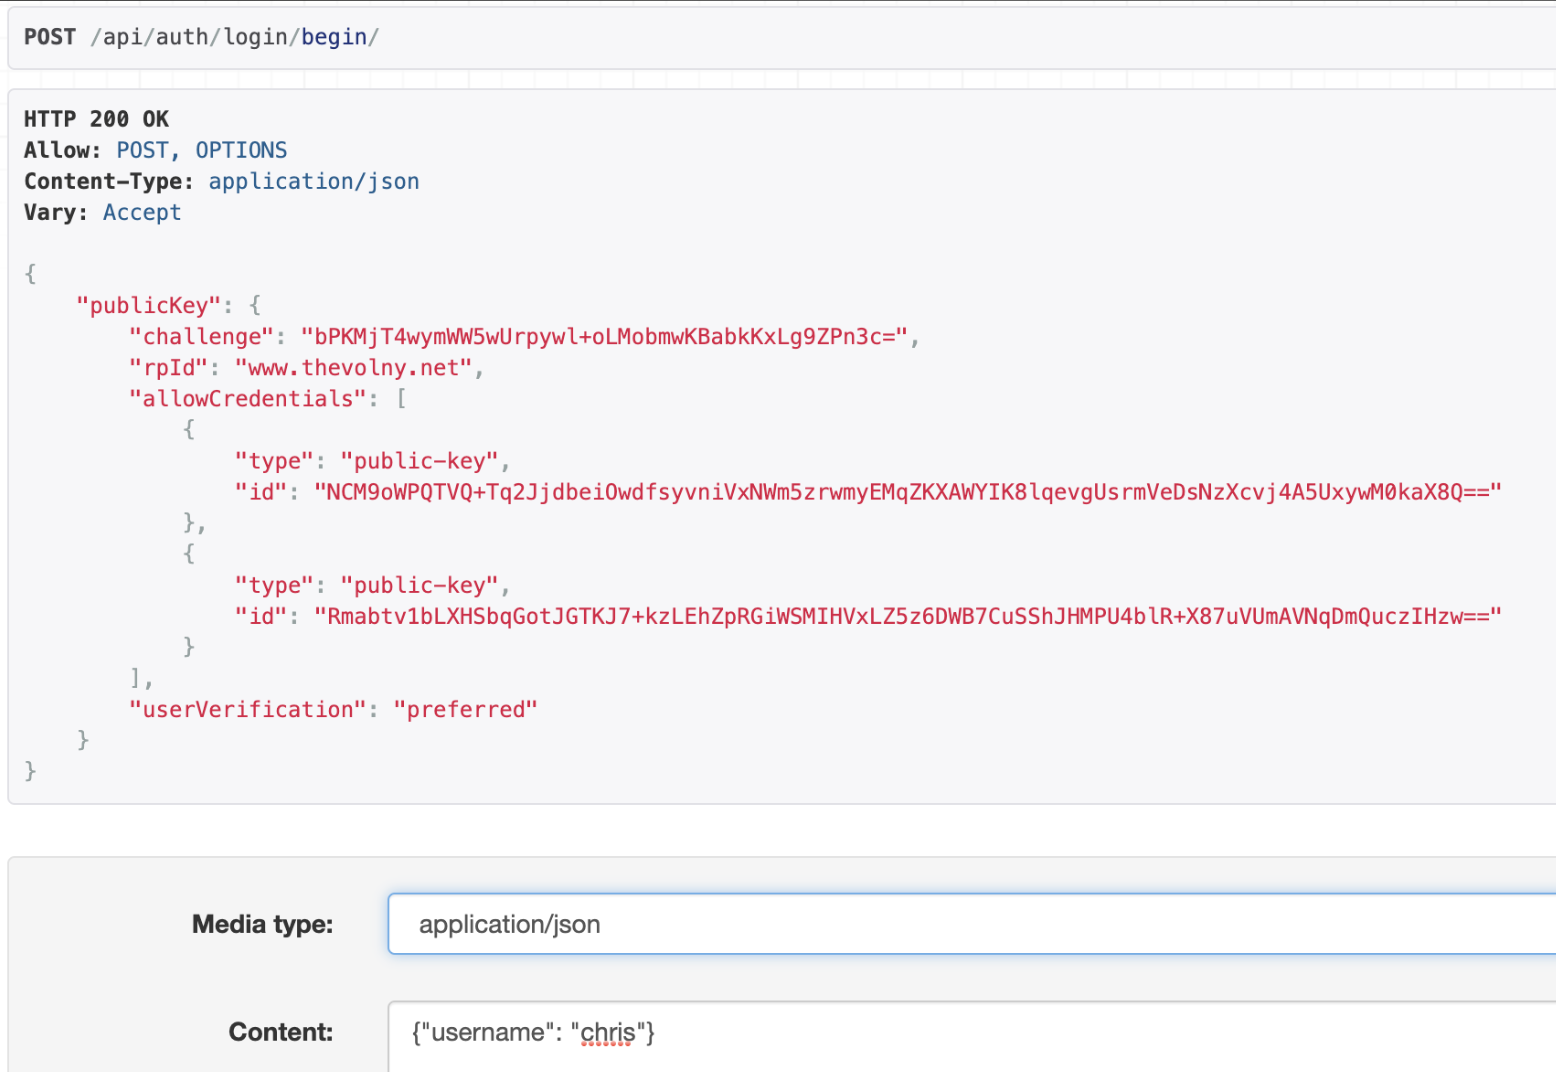 POST /api/auth/login/begin/
HTTP 200 OK
Allow: POST, OPTIONS
Content-Type: application/json
Vary: Accept
{
"publicKey": {
"challenge": "bPKMjT4wymWW5wUrpywl+oLMobmwKBabkKxLg9ZPn3c=",
"rpId": "www.thevolny.net",
"allowCredentials": [
{
"type": "public-key",
"id": "NCM9oWPQTVQ+Tq2JjdbeiOwdfsyvniVxNWm5zrwmyEMqZKXAWYIK8lqevgUsrmVeDsNzXcvj4A5UxywM0kaX8Q=="
},
{
"type": "public-key",
"id": "Rmabtv1bLXHSbqGotJGTKJ7+kzLEhZpRGiWSMIHVxLZ5z6DWB7CuSShJHMPU4blR+X87uVUmAVNqDmQuczIHzw=="
}
],
"userVerification": "preferred"
}
}
Media type: application/json
Content: {"username": "chris"}